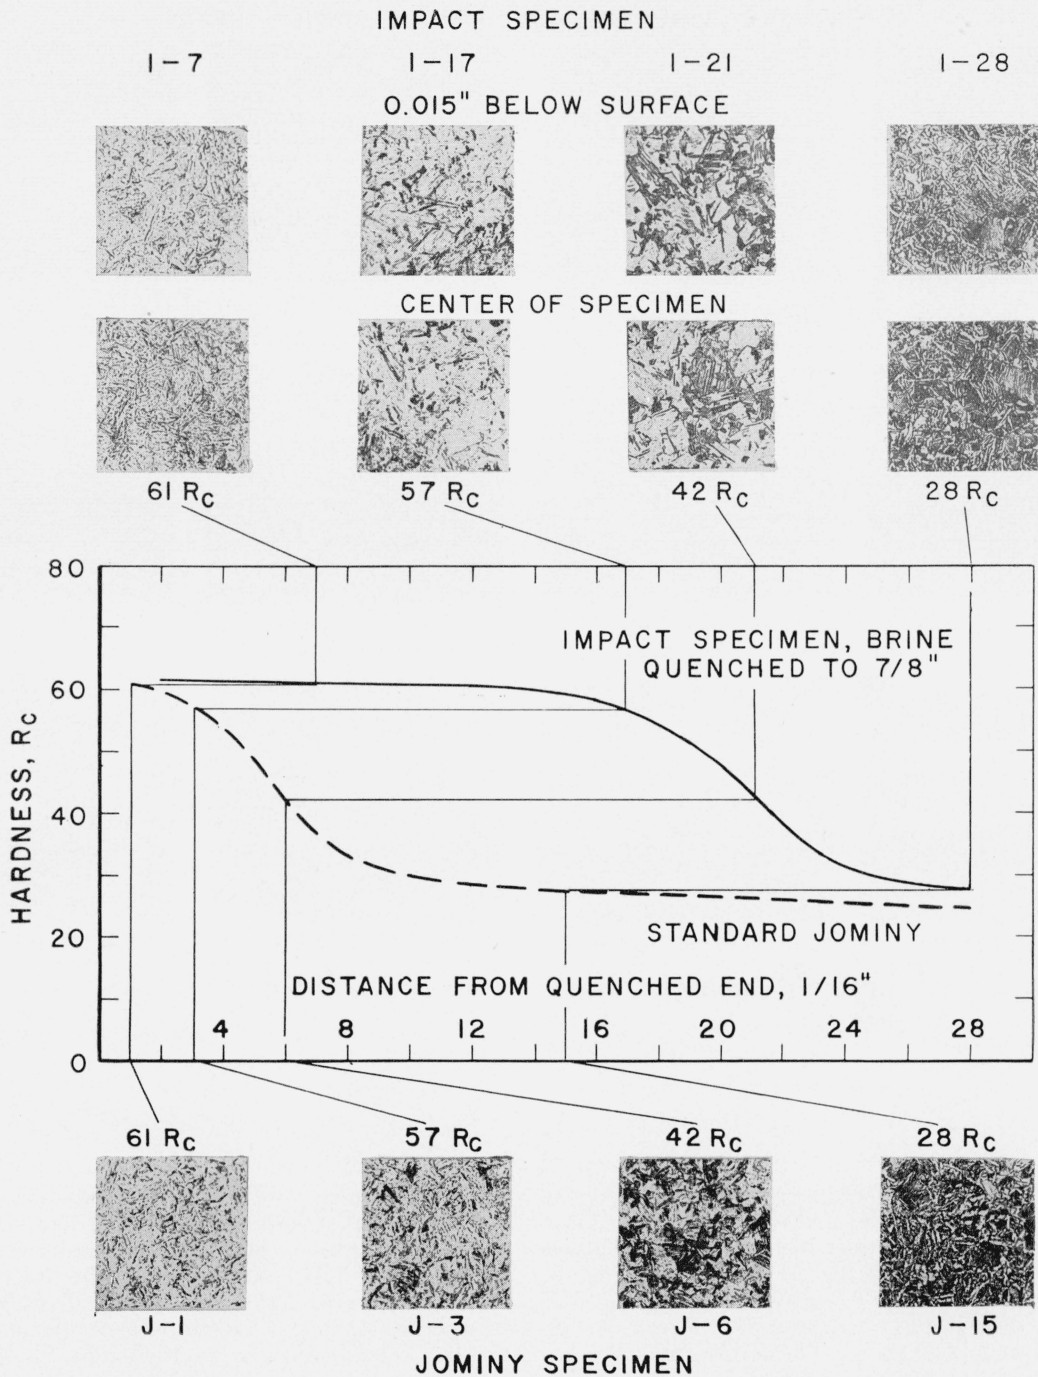 IMPACT SPECIMEN
I-7 I-17 I-21 I-28
0.015" BELOW SURFACE
CENTER OF SPECIMEN
61 RC 57 RC 42 RC 28 RC
80
60
40
20
0
HARDNESS, RC
IMPACT SPECIMEN, BRINE
QUENCHED TO 7/8"
STANDARD JOMINY
DISTANCE FROM QUENCHED END, 1/16"
4 8 12 16 20 24 28
61 RC 57 RC 42 RC 28 RC
J-1 J-3 J-6 J-15
JOMINY SPECIMEN